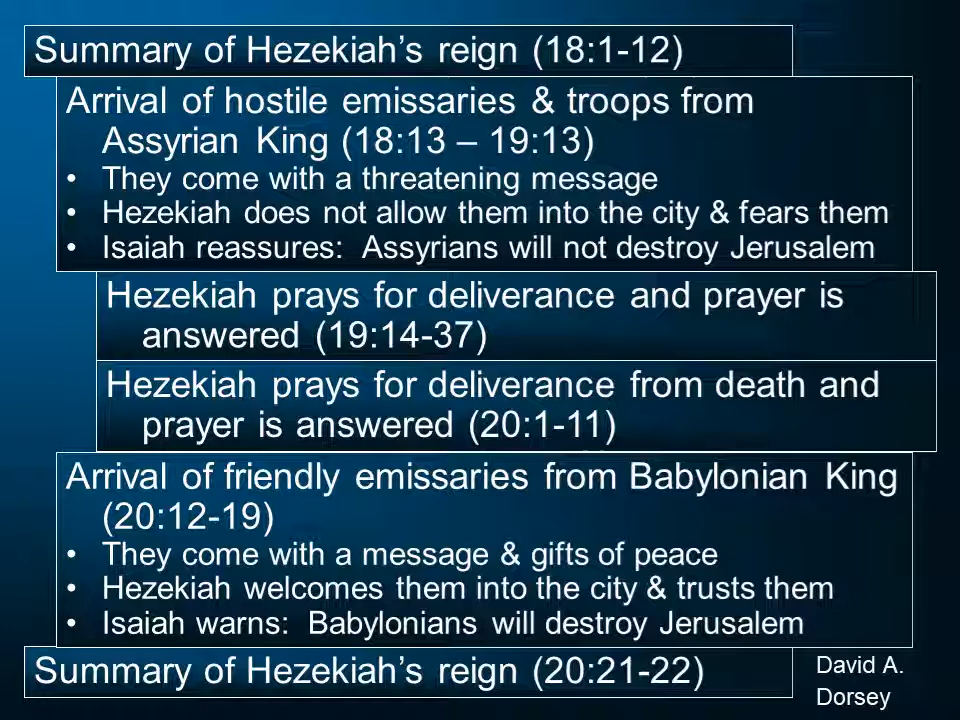 Summary of Hezekiah’s reign (18:1-12)
Arrival of hostile emissaries & troops from
Assyrian King (18:13 – 19:13)
• They come with a threatening message
• Hezekiah does not allow them into the city & fears them
• Isaiah reassures:  Assyrians will not destroy Jerusalem
Hezekiah prays for deliverance and prayer is
answered (19:14-37)
Hezekiah prays for deliverance from death and
prayer is answered (20:1-11)
Arrival of friendly emissaries from Babylonian King
(20:12-19)
• They come with a message & gifts of peace
• Hezekiah welcomes them into the city & trusts them
• Isaiah warns:  Babylonians will destroy Jerusalem
Summary of Hezekiah’s reign (20:21-22)
David A.
Dorsey